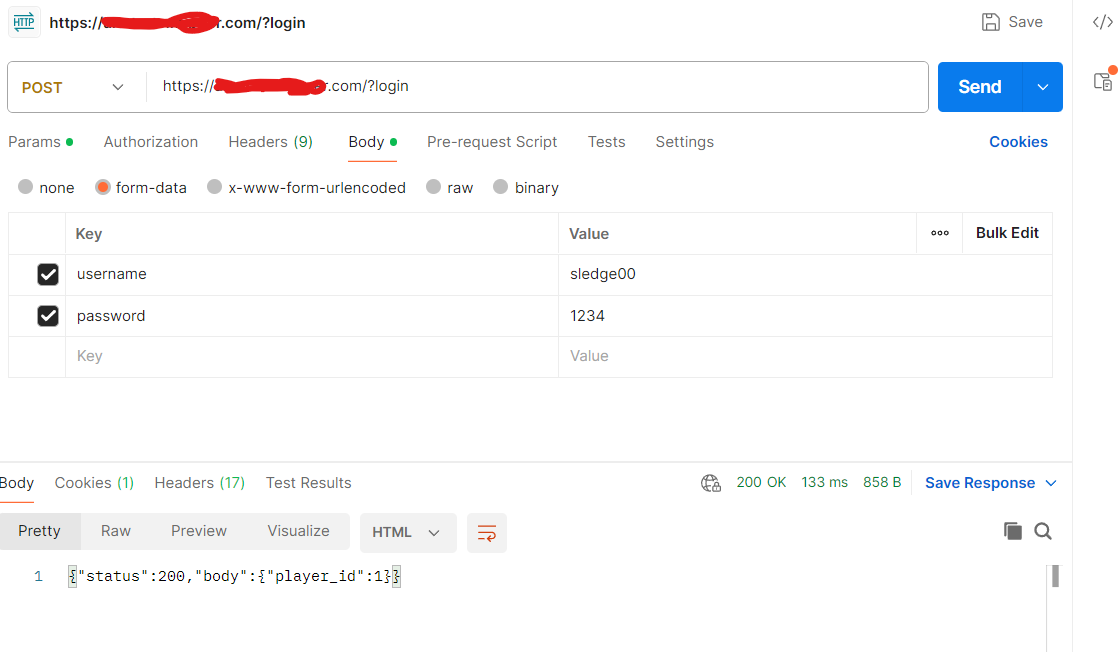 HTTP https:// .com/?login Save </>
POST https:// .com/?login Send
Params Authorization Headers (9) Body Pre-request Script Tests Settings Cookies
none form-data x-www-form-urlencoded raw binary
Key Value ooo Bulk Edit
username sledge00
password 1234
Key Value
Body Cookies (1) Headers (17) Test Results 200 OK 133 ms 858 B Save Response
Pretty Raw Preview Visualize HTML
1 {"status":200,"body":{"player_id":1}}